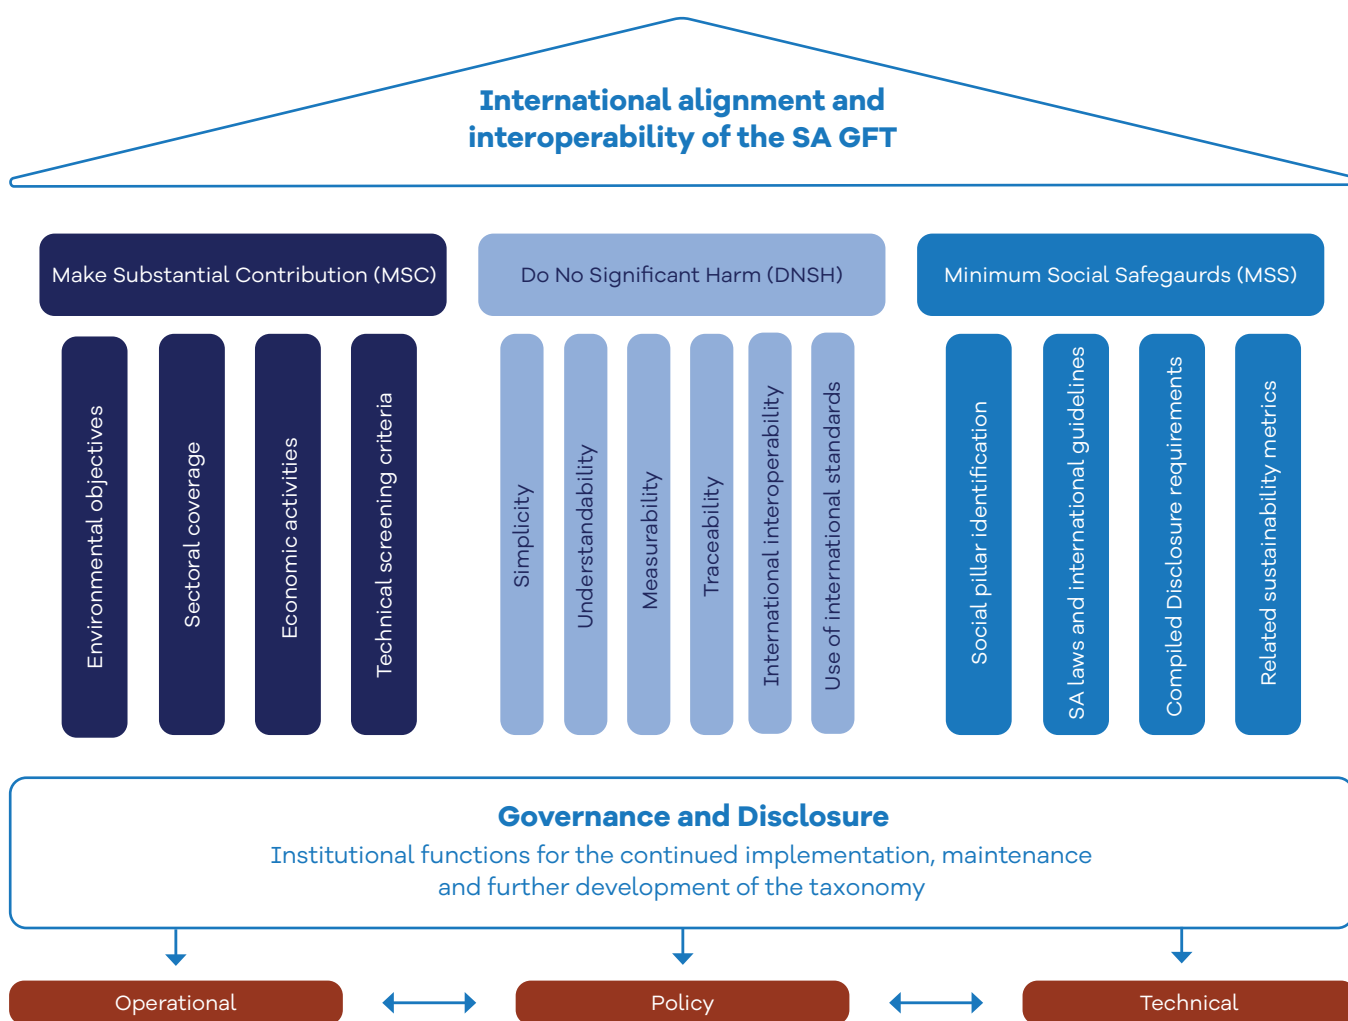 International alignment and
interoperability of the SA GFT
Make Substantial Contribution (MSC)
Do No Significant Harm (DNSH)
Minimum Social Safegaurds (MSS)
Environmental objectives
Sectoral coverage
Economic activities
Technical screening criteria
Simplicity
Understandability
Measurability
Traceability
International interoperability
Use of international standards
Social pillar identification
SA laws and international guidelines
Compiled Disclosure requirements
Related sustainability metrics
Governance and Disclosure
Institutional functions for the continued implementation, maintenance
and further development of the taxonomy
Operational
Policy
Technical